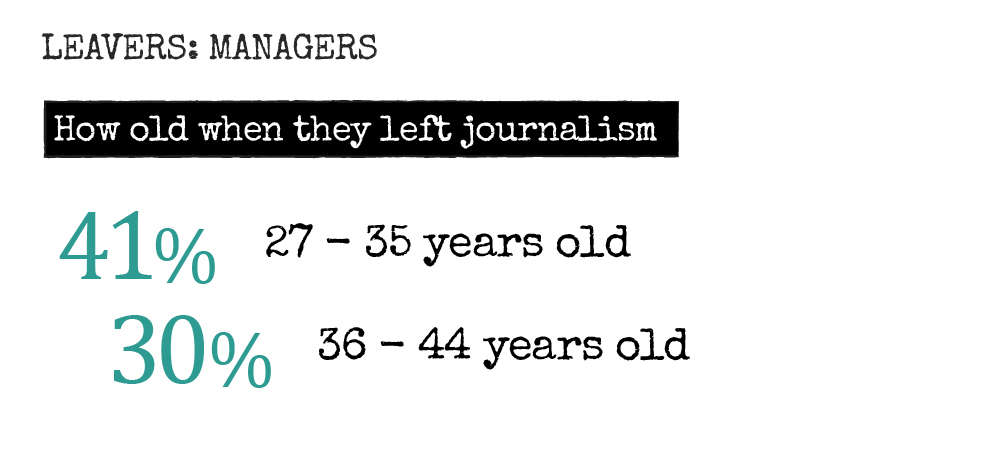 LEAVERS: MANAGERS
How old when they left journalism
41% 27 – 35 years old
30% 36 – 44 years old